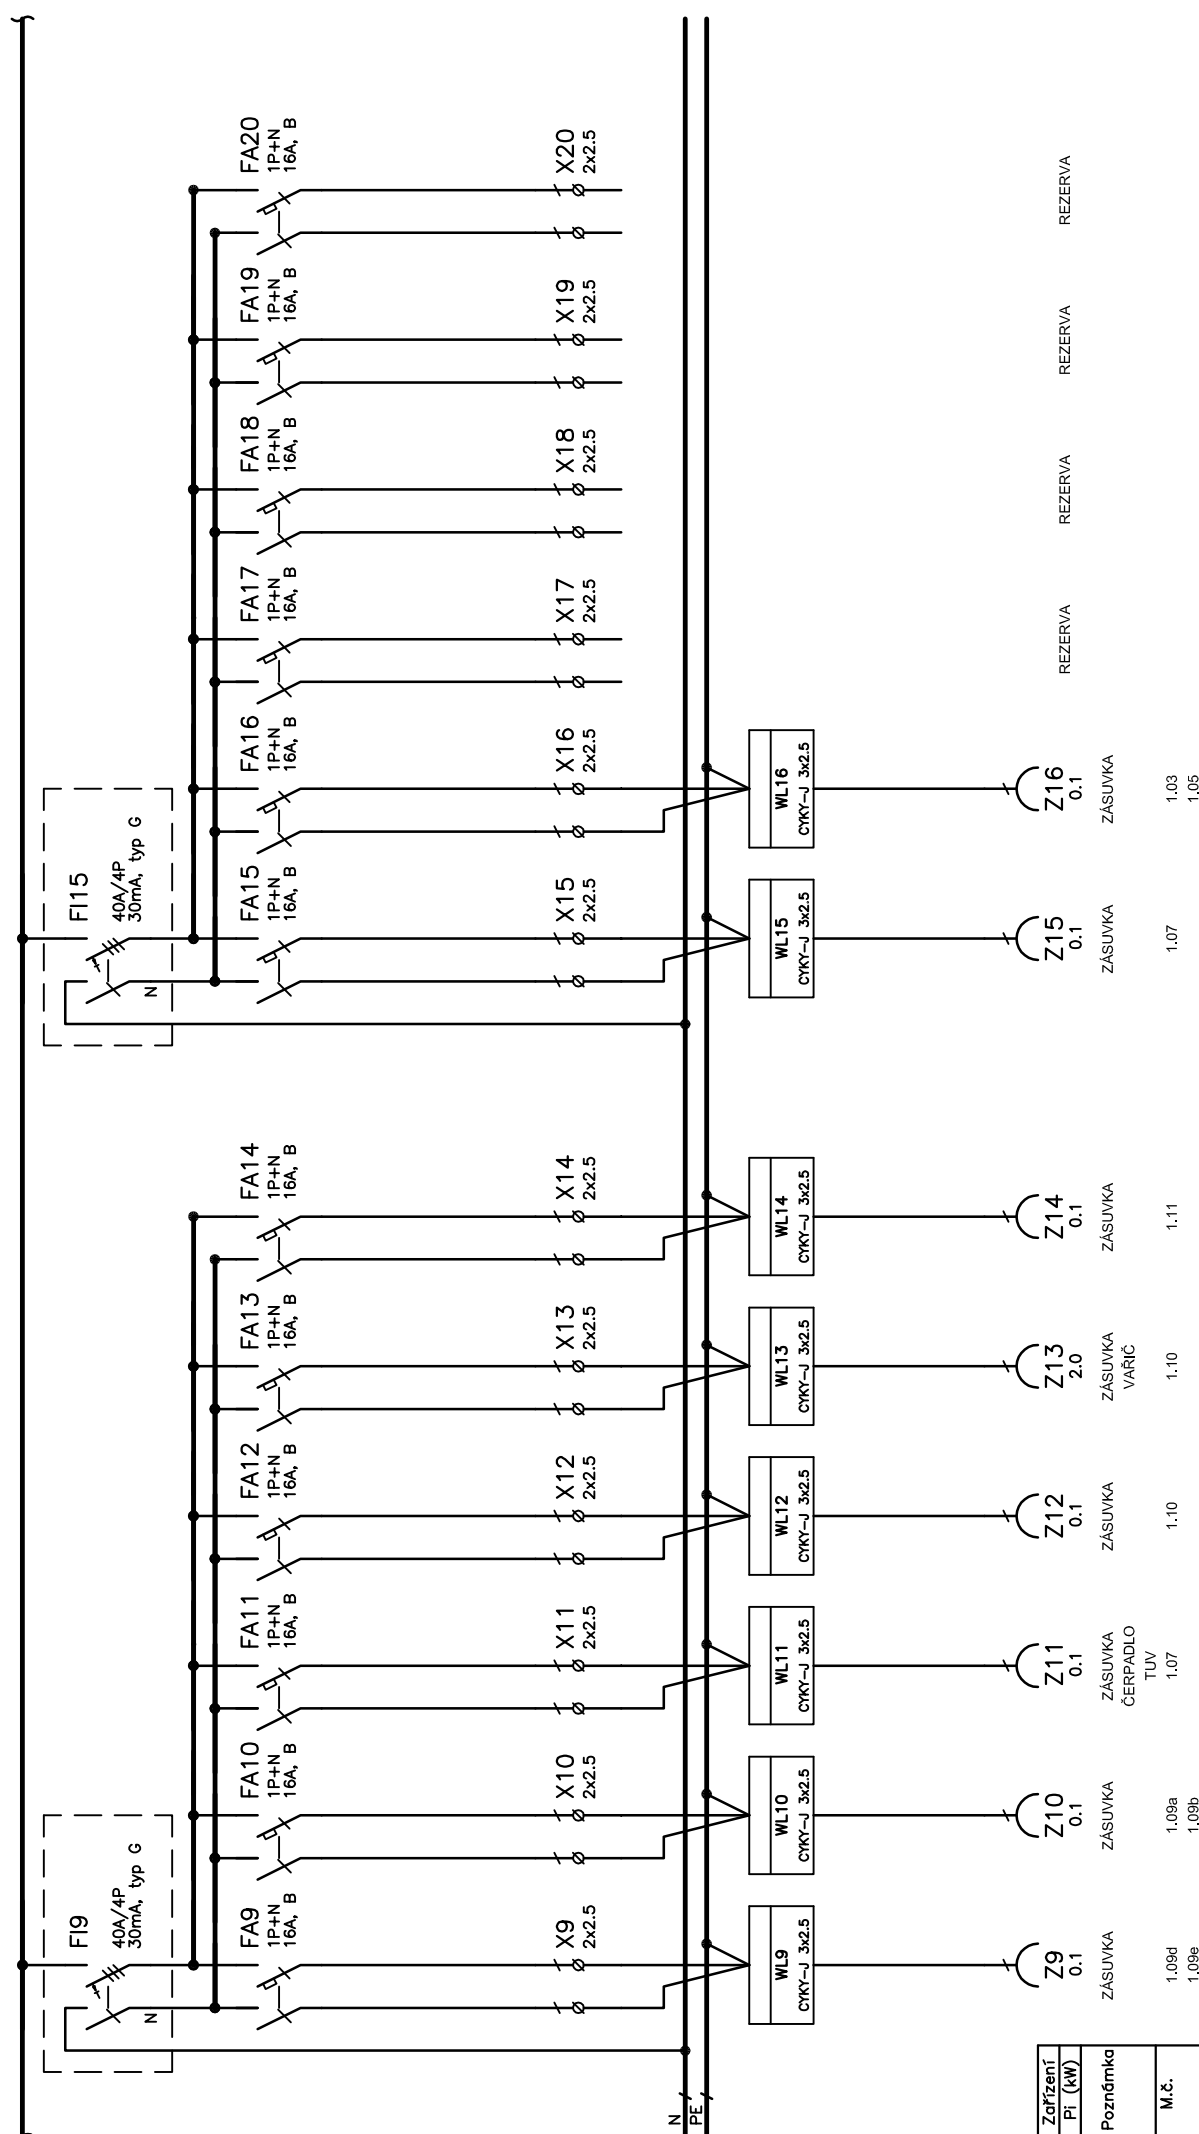 FI9
40A/4P
30mA, typ G
N
FI15
40A/4P
30mA, typ G
N
FA9
1P+N
16A, B
FA10
1P+N
16A, B
FA11
1P+N
16A, B
FA12
1P+N
16A, B
FA13
1P+N
16A, B
FA14
1P+N
16A, B
FA15
1P+N
16A, B
FA16
1P+N
16A, B
FA17
1P+N
16A, B
FA18
1P+N
16A, B
FA19
1P+N
16A, B
FA20
1P+N
16A, B
X9
2x2.5
X10
2x2.5
X11
2x2.5
X12
2x2.5
X13
2x2.5
X14
2x2.5
X15
2x2.5
X16
2x2.5
X17
2x2.5
X18
2x2.5
X19
2x2.5
X20
2x2.5
N
PE
WL9
CYKY-J 3x2.5
WL10
CYKY-J 3x2.5
WL11
CYKY-J 3x2.5
WL12
CYKY-J 3x2.5
WL13
CYKY-J 3x2.5
WL14
CYKY-J 3x2.5
WL15
CYKY-J 3x2.5
WL16
CYKY-J 3x2.5
Zařízení
Pi (kW)
Poznámka
M.č.
Z9
0.1
ZÁSUVKA
1.09d
1.09e
Z10
0.1
ZÁSUVKA
1.09a
1.09b
Z11
0.1
ZÁSUVKA
ČERPADLO
TUV
1.07
Z12
0.1
ZÁSUVKA
1.10
Z13
2.0
ZÁSUVKA
VAŘIČ
1.10
Z14
0.1
ZÁSUVKA
1.11
Z15
0.1
ZÁSUVKA
1.07
Z16
0.1
ZÁSUVKA
1.03
1.05
REZERVA
REZERVA
REZERVA
REZERVA